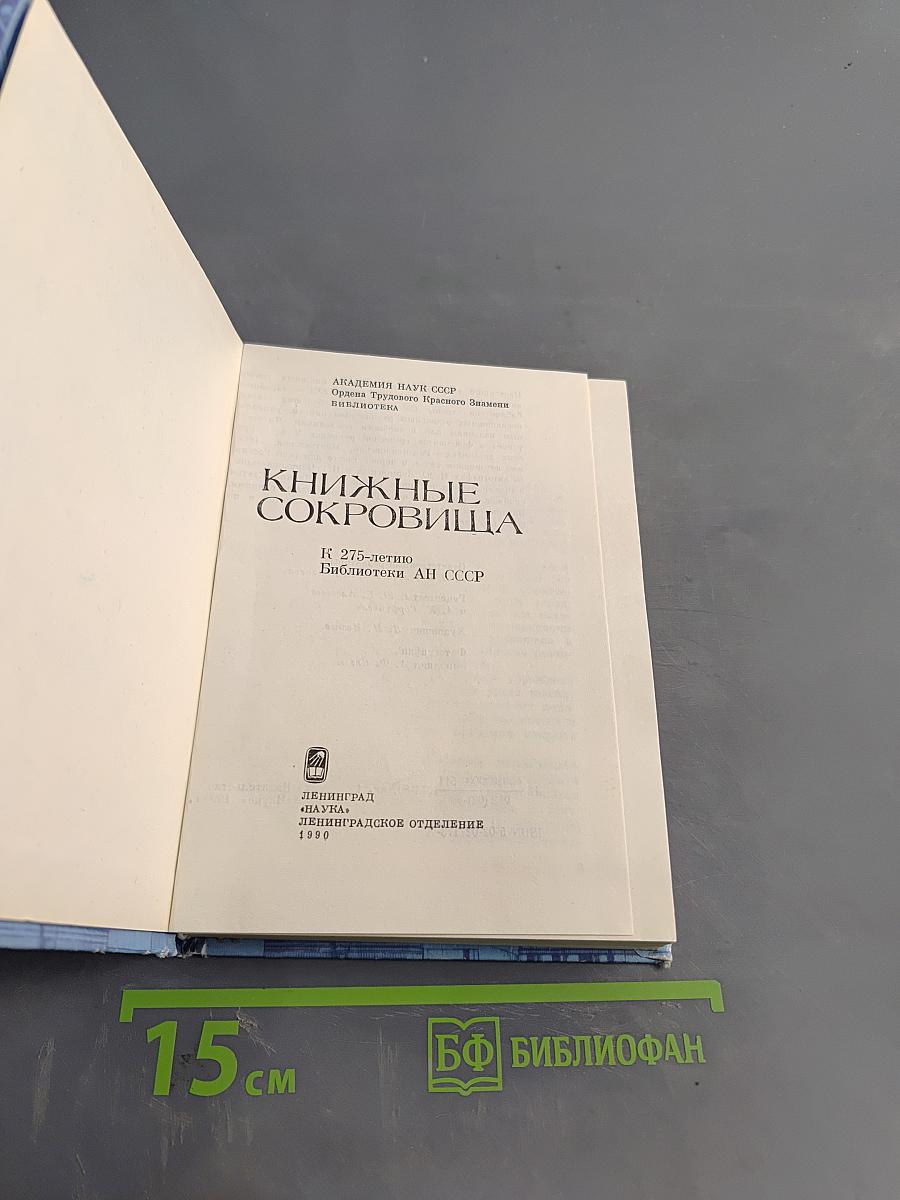 АКАДЕМИЯ НАУК СССР
Ордена Трудового Красного Знамени
БИБЛИОТЕКА
КНИЖНЫЕ
СОКРОВИЩА
К 275-летию
Библиотеки АН СССР
ЛЕНИНГРАД
«НАУКА»
ЛЕНИНГРАДСКОЕ ОТДЕЛЕНИЕ
1990
15 см
БФ БИБЛИОФАН